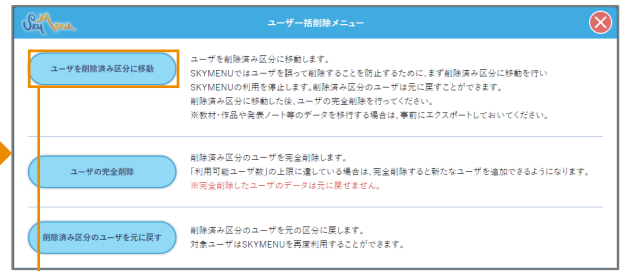 SkyMenu
ユーザー一括削除メニュー
ユーザを削除済み区分に移動
ユーザを削除済み区分に移動します。
SKYMENUではユーザを誤って削除することを防止するために、まず削除済み区分に移動を行い
SKYMENUの利用を停止します。削除済み区分のユーザは元に戻すことができます。
削除済み区分に移動した後、ユーザの完全削除を行ってください。
※教材・作品や発表ノート等のデータを移行する場合は、事前にエクスポートしておいてください。
ユーザの完全削除
削除済み区分のユーザを完全削除します。
「利用可能ユーザ数」の上限に達している場合は、完全削除すると新たなユーザを追加できるようになります。
※完全削除したユーザのデータは元に戻せません。
削除済み区分のユーザを元に戻す
削除済み区分のユーザを元の区分に戻します。
対象ユーザはSKYMENUを再度利用することができます。